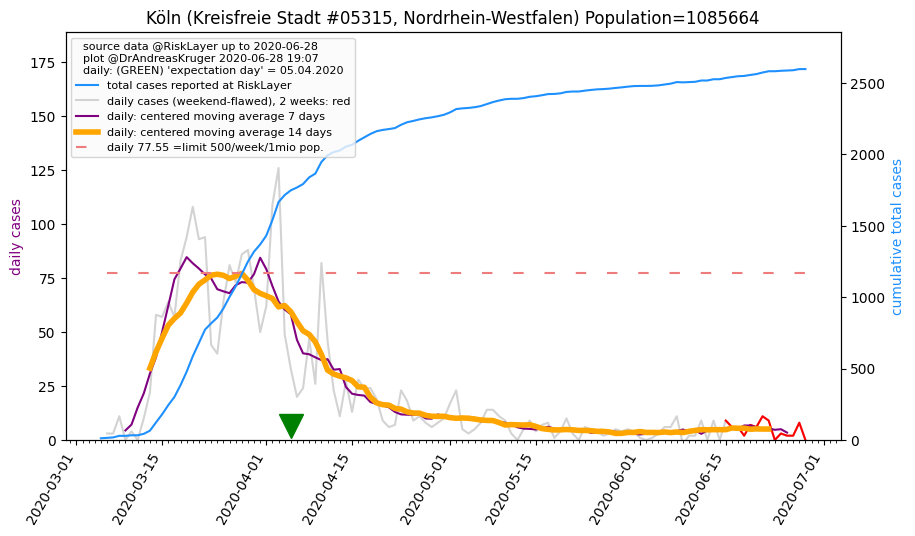 Köln (Kreisfreie Stadt #05315, Nordrhein-Westfalen) Population=1085664
source data @RiskLayer up to 2020-06-28
plot @DrAndreasKruger 2020-06-28 19:07
daily: (GREEN) 'expectation day' = 05.04.2020
total cases reported at RiskLayer
daily cases (weekend-flawed), 2 weeks: red
daily: centered moving average 7 days
daily: centered moving average 14 days
daily 77.55 =limit 500/week/1mio pop.
daily cases
175
150
125
100
75
50
25
0
cumulative total cases
2500
2000
1500
1000
500
0
2020-03-01
2020-03-15
2020-04-01
2020-04-15
2020-05-01
2020-05-15
2020-06-01
2020-06-15
2020-07-01